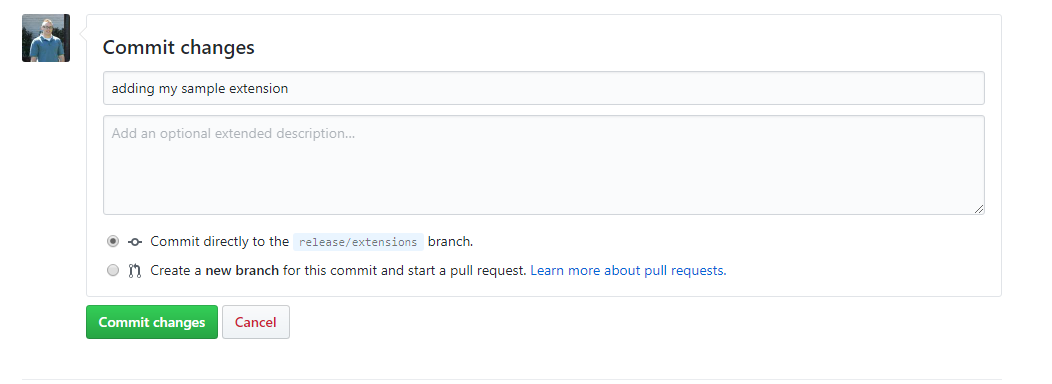 Commit changes
adding my sample extension
Add an optional extended description...
Commit directly to the release/extensions branch.
Create a new branch for this commit and start a pull request. Learn more about pull requests.
Commit changes Cancel